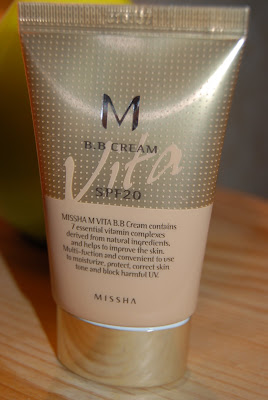 M
B.B CREAM
Vita
SPF20
MISSHA M VITA B.B Cream contains
7 essential vitamin complexes
derived from natural ingredients,
and helps to improve the skin.
Multi-fuction and convenient to use
to moisturize, protect, correct skin
tone and block harmful UV.
MISSHA